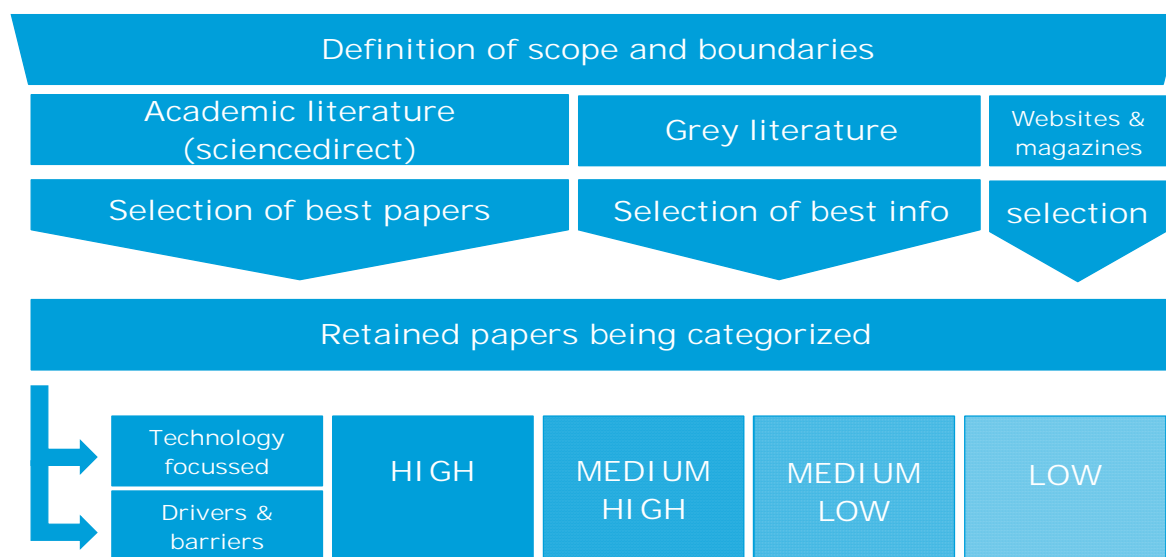 Definition of scope and boundaries
Academic literature
(sciencedirect)
Grey literature
Websites &
magazines
Selection of best papers
Selection of best info
selection
Retained papers being categorized
Technology
focussed
Drivers &
barriers
HIGH
MEDIUM
HIGH
MEDIUM
LOW
LOW